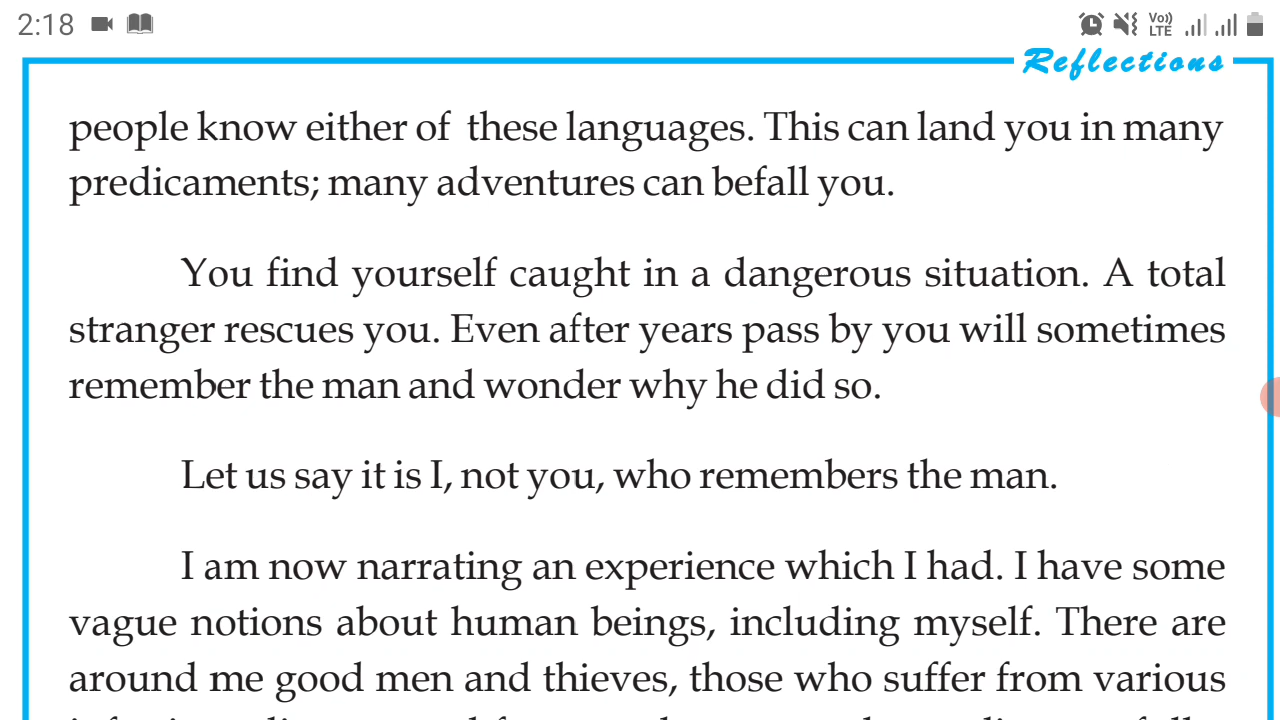 2:18 Vo)) LTE
Reflections
people know either of these languages. This can land you in many
predicaments; many adventures can befall you.
You find yourself caught in a dangerous situation. A total
stranger rescues you. Even after years pass by you will sometimes
remember the man and wonder why he did so.
Let us say it is I, not you, who remembers the man.
I am now narrating an experience which I had. I have some
vague notions about human beings, including myself. There are
around me good men and thieves, those who suffer from various